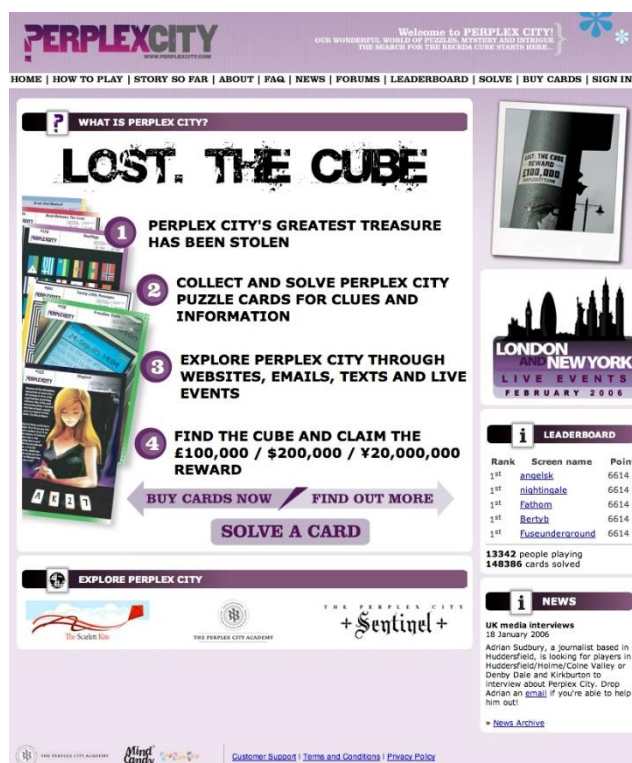 PERPLEXCITY
WWW.PERPLEXCITY.COM
Welcome to PERPLEX CITY!
OUR WONDERFUL WORLD OF PUZZLES, MYSTERY AND INTRIGUE
THE SEARCH FOR THE RECEDA CUBE STARTS HERE...
HOME | HOW TO PLAY | STORY SO FAR | ABOUT | FAQ | NEWS | FORUMS | LEADERBOARD | SOLVE | BUY CARDS | SIGN IN
? WHAT IS PERPLEX CITY?
LOST. THE CUBE
1 PERPLEX CITY'S GREATEST TREASURE
HAS BEEN STOLEN
2 COLLECT AND SOLVE PERPLEX CITY
PUZZLE CARDS FOR CLUES AND
INFORMATION
3 EXPLORE PERPLEX CITY THROUGH
WEBSITES, EMAILS, TEXTS AND LIVE
EVENTS
4 FIND THE CUBE AND CLAIM THE
£100,000 / $200,000 / ¥20,000,000
REWARD
PERPLEXCITY
PERPLEXCITY
A K 2 7
BUY CARDS NOW FIND OUT MORE
SOLVE A CARD
EXPLORE PERPLEX CITY
The Scarlett Kite
THE PERPLEX CITY ACADEMY
THE PERPLEX CITY
Sentinel
LOST: THE CUBE
REWARD
£100,000
LONDON
AND NEW YORK
LIVE EVENTS
FEBRUARY 2006
i LEADERBOARD
Rank Screen name Poin
1st angelsk 6614
1st nightingale 6614
1st Fathom 6614
1st Bertyb 6614
1st Fuseunderground 6614
13342 people playing
148386 cards solved
i NEWS
UK media interviews
18 January 2006
Adrian Sudbury, a journalist based in
Huddersfield, is looking for players in
Huddersfield/Holme/Colne Valley or
Denby Dale and Kirkburton to
interview about Perplex City. Drop
Adrian an email if you're able to help
him out!
» News Archive
THE PERPLEX CITY ACADEMY
Mind Candy
Customer Support | Terms and Conditions | Privacy Policy